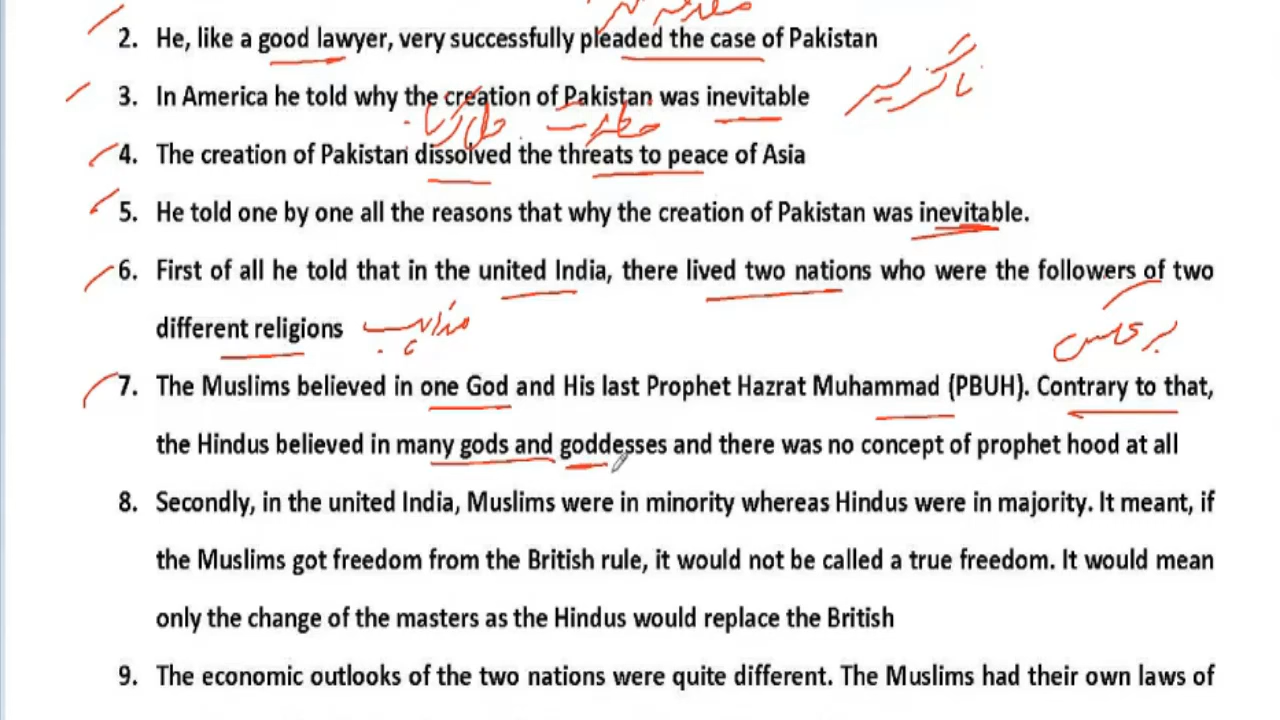 2. He, like a good lawyer, very successfully pleaded the case of Pakistan
ناگزیر
3. In America he told why the creation of Pakistan was inevitable
حل کرنا خطرات
4. The creation of Pakistan dissolved the threats to peace of Asia
5. He told one by one all the reasons that why the creation of Pakistan was inevitable.
6. First of all he told that in the united India, there lived two nations who were the followers of two
different religions مذاہب
برعکس
7. The Muslims believed in one God and His last Prophet Hazrat Muhammad (PBUH). Contrary to that,
the Hindus believed in many gods and goddesses and there was no concept of prophet hood at all
8. Secondly, in the united India, Muslims were in minority whereas Hindus were in majority. It meant, if
the Muslims got freedom from the British rule, it would not be called a true freedom. It would mean
only the change of the masters as the Hindus would replace the British
9. The economic outlooks of the two nations were quite different. The Muslims had their own laws of